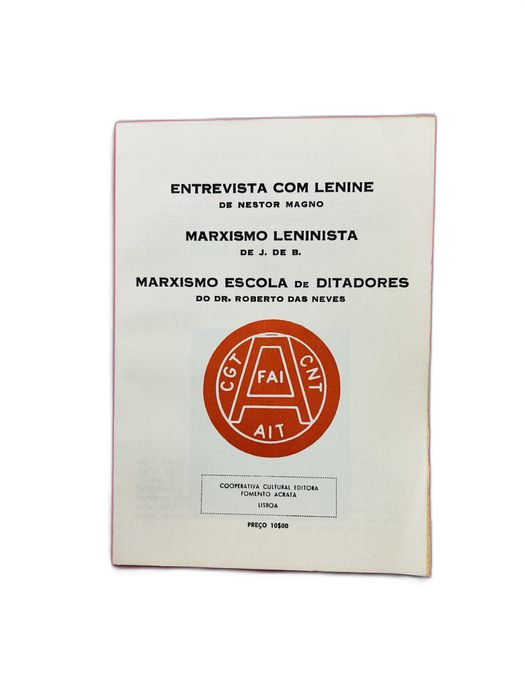 ENTREVISTA COM LENINE
DE NESTOR MAGNO
MARXISMO LENINISTA
DE J. DE B.
MARXISMO ESCOLA DE DITADORES
DO DR. ROBERTO DAS NEVES
CGT
FAI
CNT
AIT
COOPERATIVA CULTURAL EDITORA
FOMENTO ACRATA
LISBOA
PREÇO 10$00